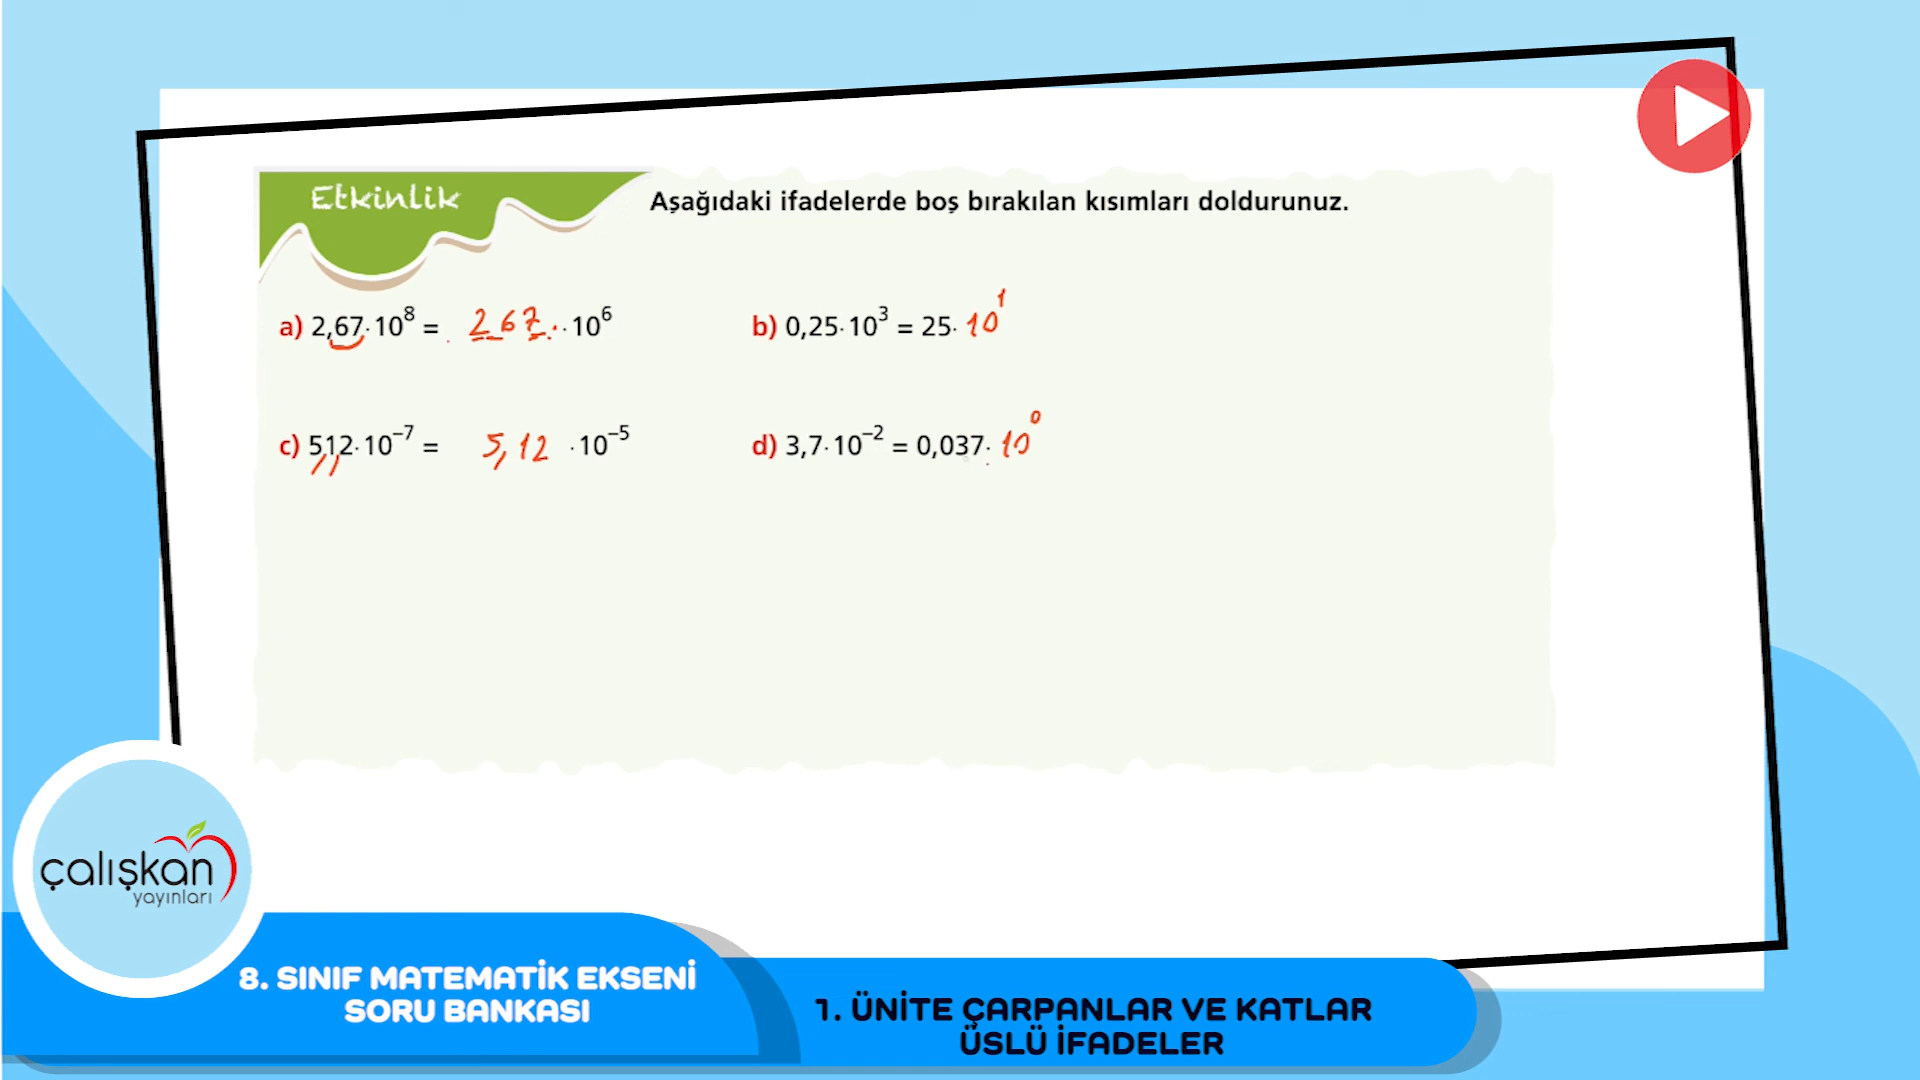 Etkinlik
Aşağıdaki ifadelerde boş bırakılan kısımları doldurunuz.
a) 2,67·10⁸ = 267 ·10⁶
b) 0,25·10³ = 25· 10¹
c) 512·10⁻⁷ = 5,12 ·10⁻⁵
d) 3,7·10⁻² = 0,037· 10⁰
çalışkan
yayınları
8. SINIF MATEMATİK EKSENİ
SORU BANKASI
1. ÜNİTE ÇARPANLAR VE KATLAR
ÜSLÜ İFADELER